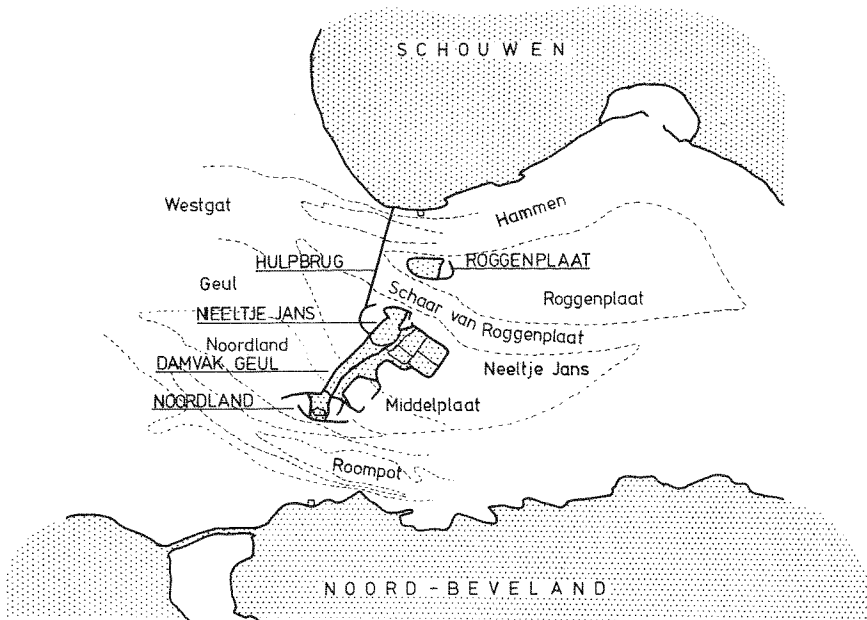 SCHOUWEN
Westgat
Hammen
HULPBRUG
ROGGENPLAAT
Geul
Schaar van Roggenplaat
Roggenplaat
NEELTJE JANS
Noordland
DAMVAK GEUL
Neeltje Jans
NOORDLAND
Middelplaat
Roompot
NOORD-BEVELAND